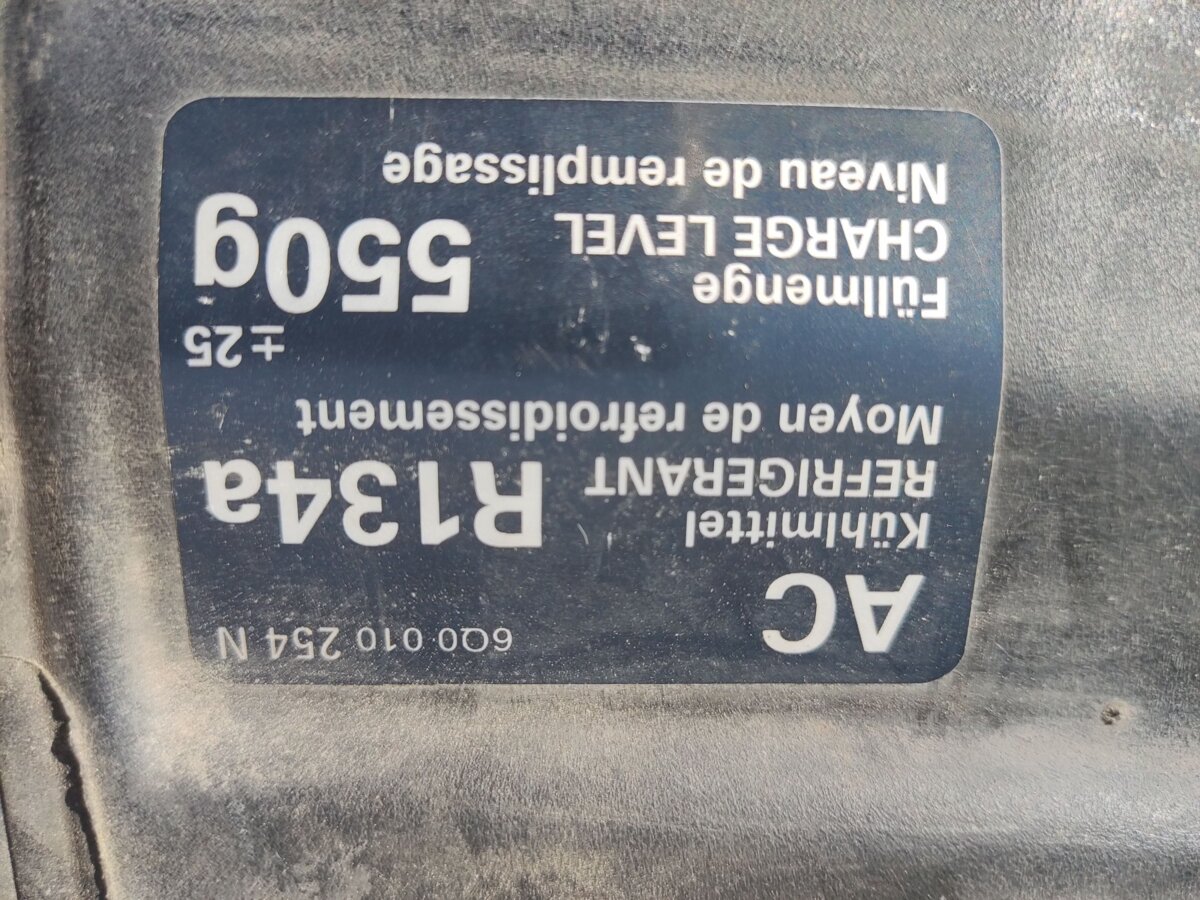 AC 6Q0 010 254 N
Kühlmittel
REFRIGERANT R134a
Moyen de refroidissement
± 25
Füllmenge
CHARGE LEVEL 550g
Niveau de remplissage